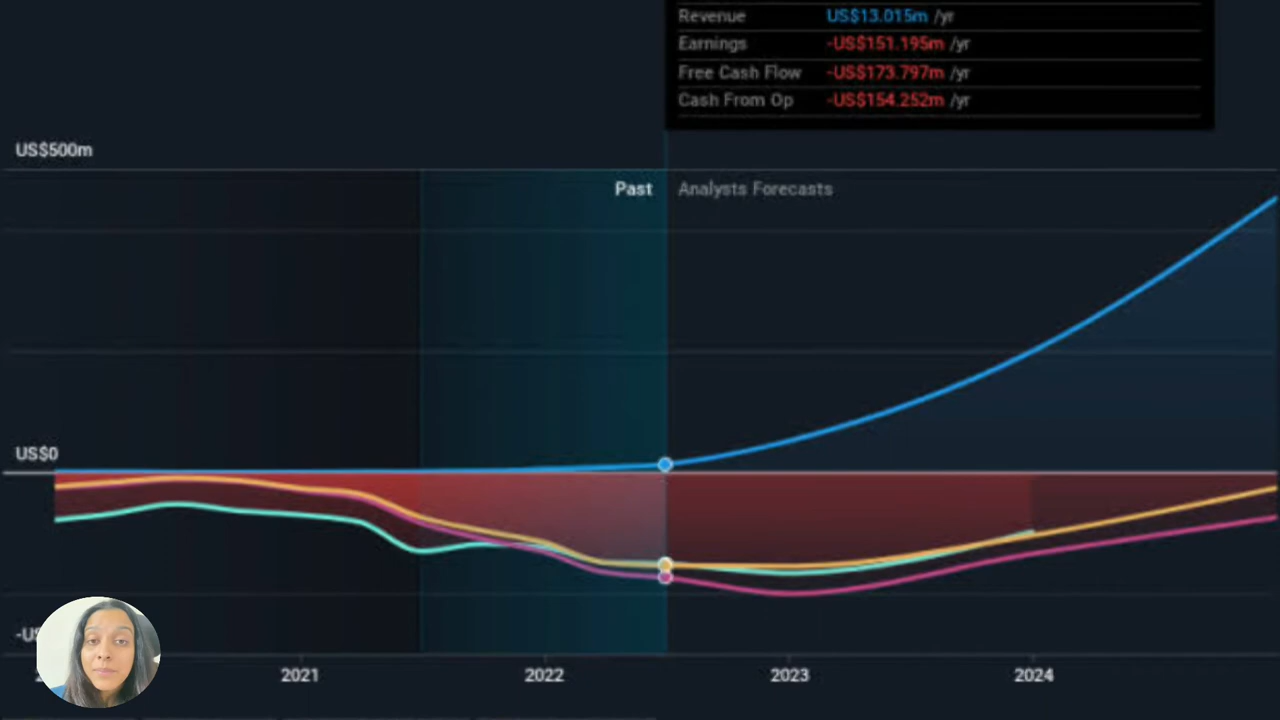 Revenue US$13.015m /yr
Earnings -US$151.195m /yr
Free Cash Flow -US$173.797m /yr
Cash From Op -US$154.252m /yr
US$500m
Past Analysts Forecasts
US$0
2021 2022 2023 2024